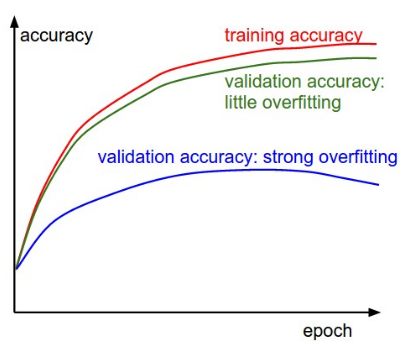 accuracy
training accuracy
validation accuracy:
little overfitting
validation accuracy: strong overfitting
epoch